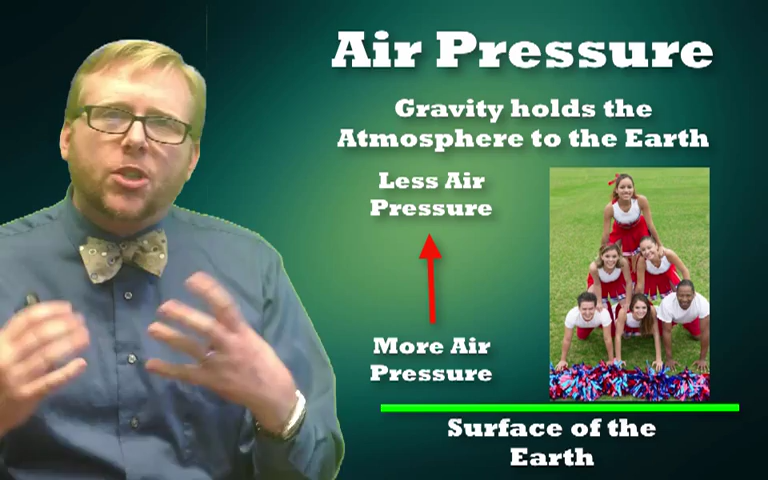 Air Pressure
Gravity holds the
Atmosphere to the Earth
Less Air
Pressure
More Air
Pressure
Surface of the
Earth